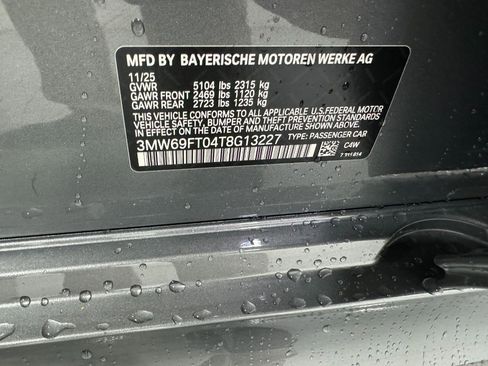 MFD BY BAYERISCHE MOTOREN WERKE AG
11/25
GVWR 5104 lbs 2315 kg
GAWR FRONT 2469 lbs 1120 kg
GAWR REAR 2723 lbs 1235 kg
THIS VEHICLE CONFORMS TO ALL APPLICABLE U.S. FEDERAL MOTOR
VEHICLE SAFETY, BUMPER AND THEFT PREVENTION STANDARDS IN
EFFECT ON THE DATE OF MANUFACTURE SHOWN ABOVE.
3MW69FT04T8G13227 TYPE: PASSENGER CAR
C4W